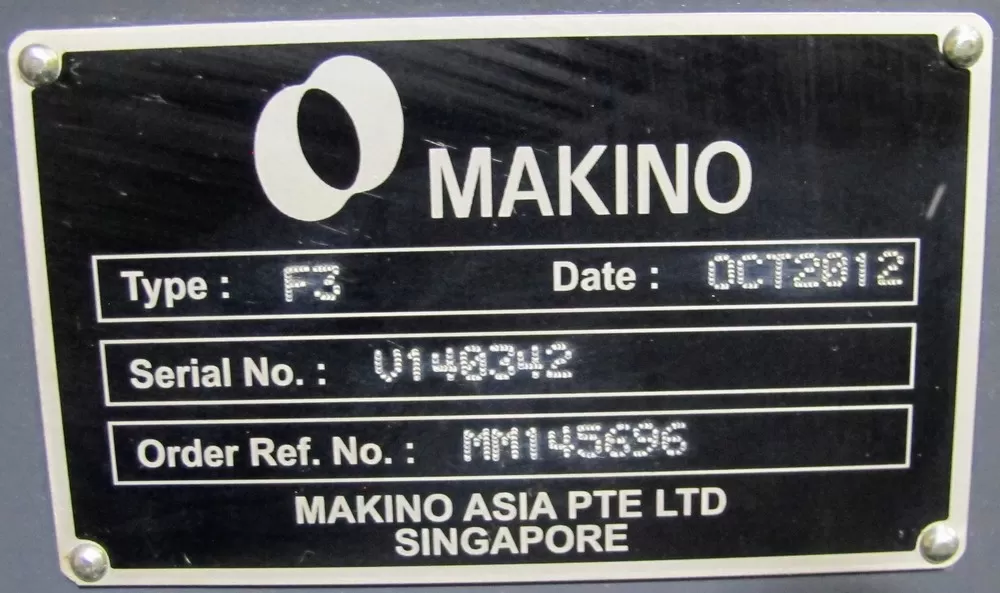 MAKINO
Type : F3 Date : OCT2012
Serial No. : V140342
Order Ref. No. : MM145696
MAKINO ASIA PTE LTD
SINGAPORE